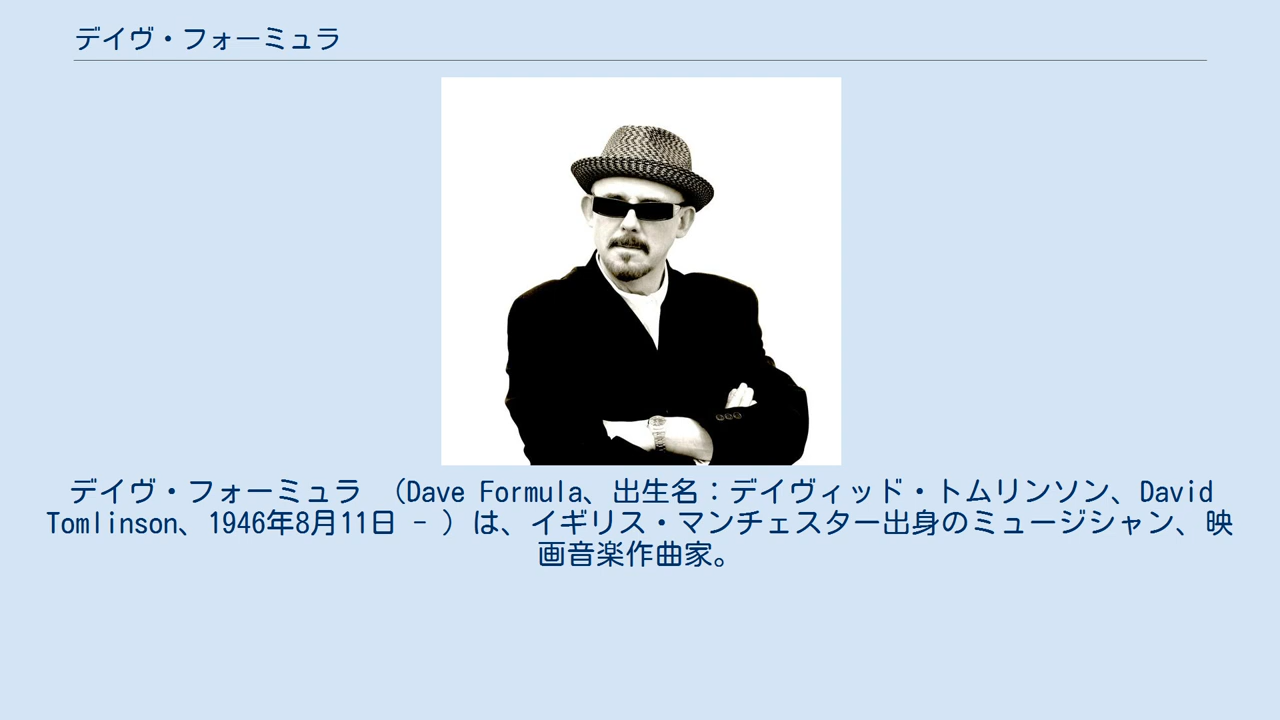 デイヴ・フォーミュラ
デイヴ・フォーミュラ （Dave Formula、出生名：デイヴィッド・トムリンソン、David
Tomlinson、1946年8月11日 - ）は、イギリス・マンチェスター出身のミュージシャン、映
画音楽作曲家。